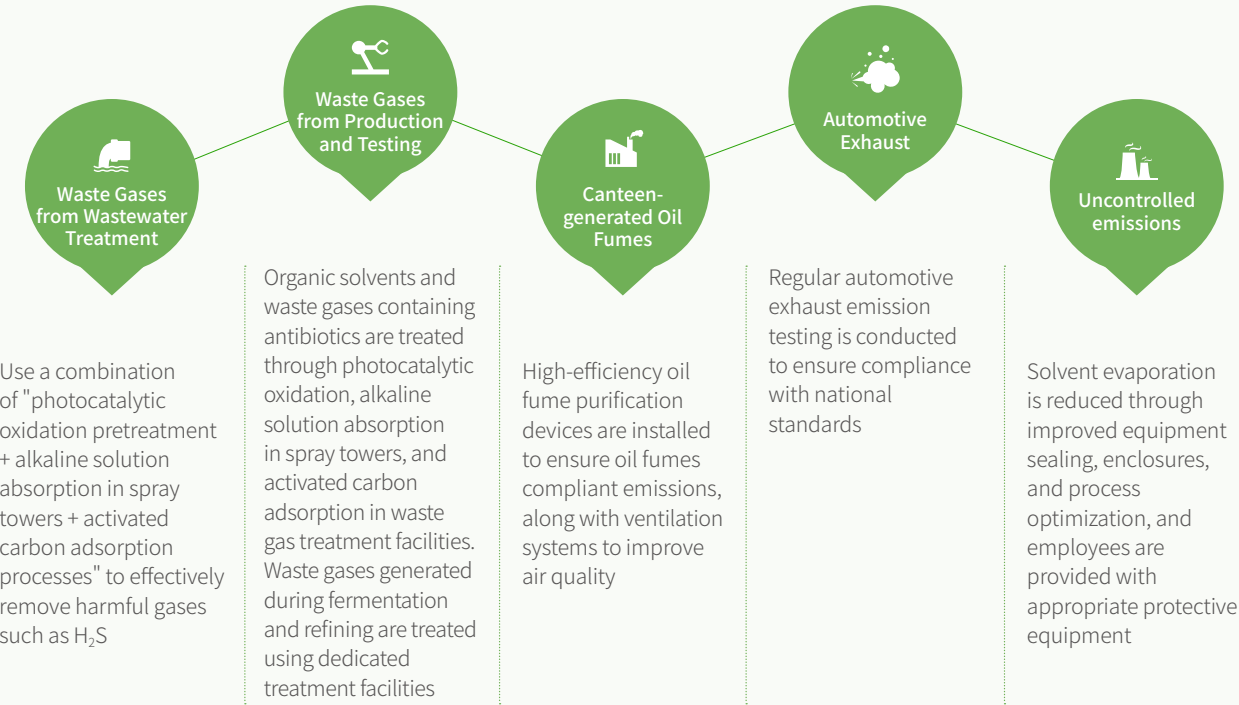 Waste Gases
from Wastewater
Treatment
Use a combination
of "photocatalytic
oxidation pretreatment
+ alkaline solution
absorption in spray
towers + activated
carbon adsorption
processes" to effectively
remove harmful gases
such as H₂S
Waste Gases
from Production
and Testing
Organic solvents and
waste gases containing
antibiotics are treated
through photocatalytic
oxidation, alkaline
solution absorption
in spray towers, and
activated carbon
adsorption in waste
gas treatment facilities.
Waste gases generated
during fermentation
and refining are treated
using dedicated
treatment facilities
Canteen-
generated Oil
Fumes
High-efficiency oil
fume purification
devices are installed
to ensure oil fumes
compliant emissions,
along with ventilation
systems to improve
air quality
Automotive
Exhaust
Regular automotive
exhaust emission
testing is conducted
to ensure compliance
with national
standards
Uncontrolled
emissions
Solvent evaporation
is reduced through
improved equipment
sealing, enclosures,
and process
optimization, and
employees are
provided with
appropriate protective
equipment